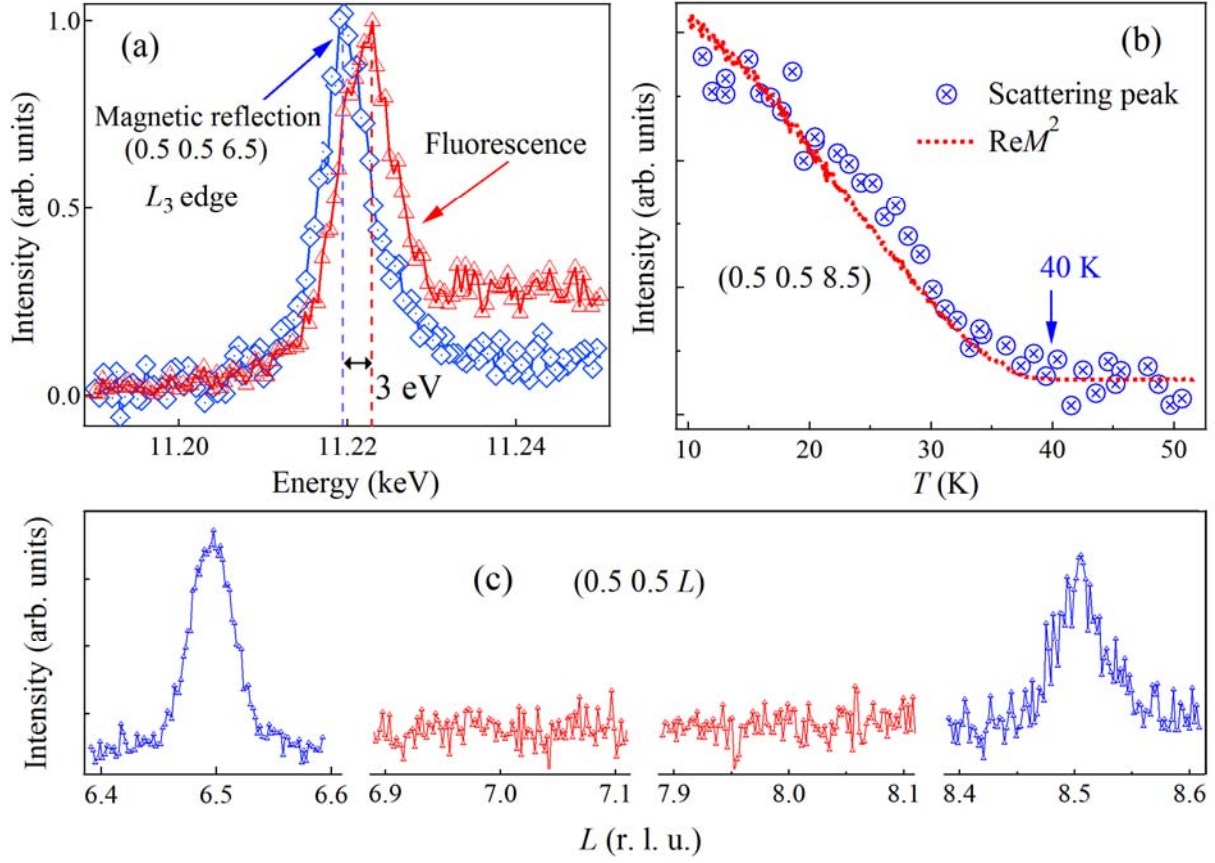 (a)
Intensity (arb. units)
1.0
0.5
0.0
Magnetic reflection
(0.5 0.5 6.5)
L3 edge
Fluorescence
3 eV
11.20 11.22 11.24
Energy (keV)
(b)
Intensity (arb. units)
Scattering peak
ReM²
(0.5 0.5 8.5)
40 K
10 20 30 40 50
T (K)
(c)
Intensity (arb. units)
(0.5 0.5 L)
6.4 6.5 6.6 6.9 7.0 7.1 7.9 8.0 8.1 8.4 8.5 8.6
L (r. l. u.)